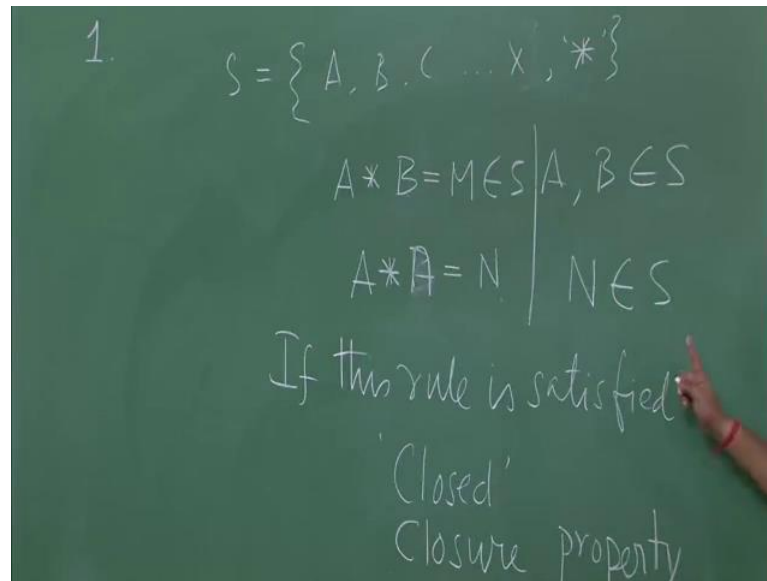 1.
S = { A, B, C ... X, '*' }
A * B = M ∈ S | A, B ∈ S
A * A = N | N ∈ S
If this rule is satisfied
'Closed'
Closure property